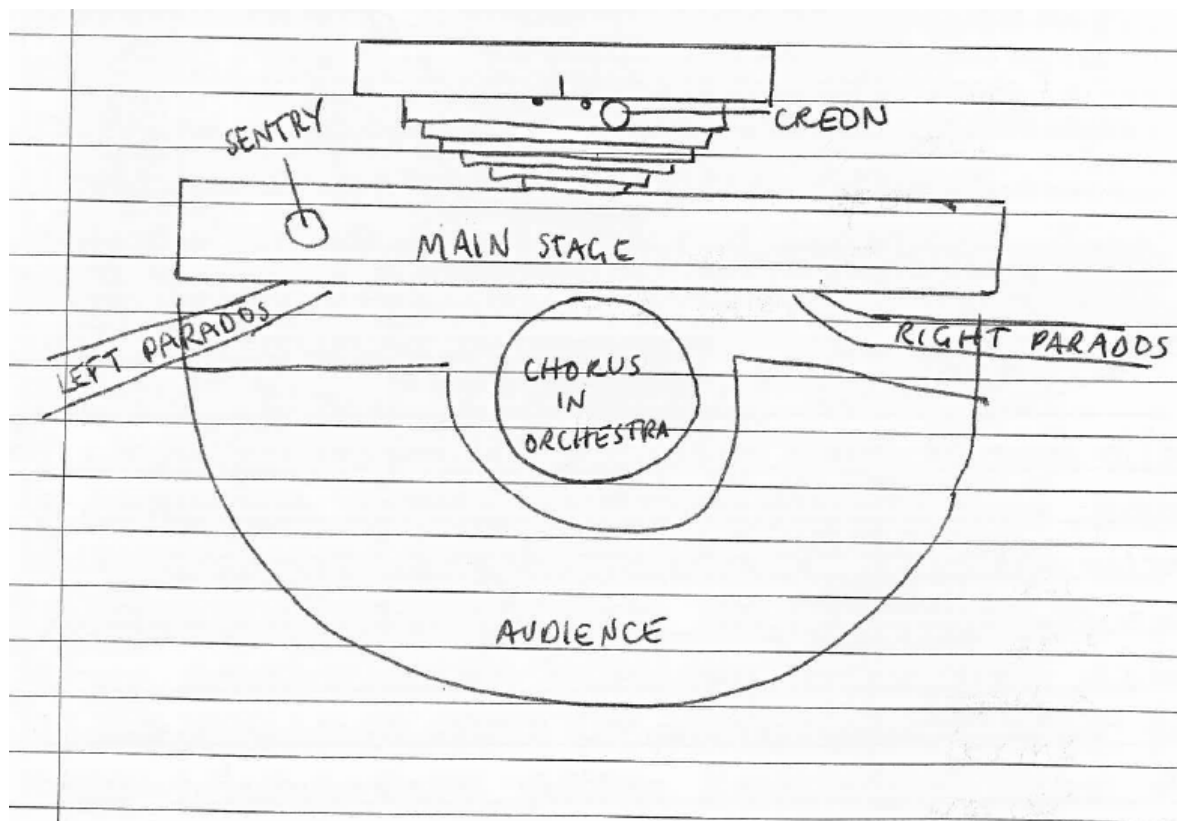 SENTRY
CREON
MAIN STAGE
LEFT PARADOS
RIGHT PARADOS
CHORUS
IN
ORCHESTRA
AUDIENCE